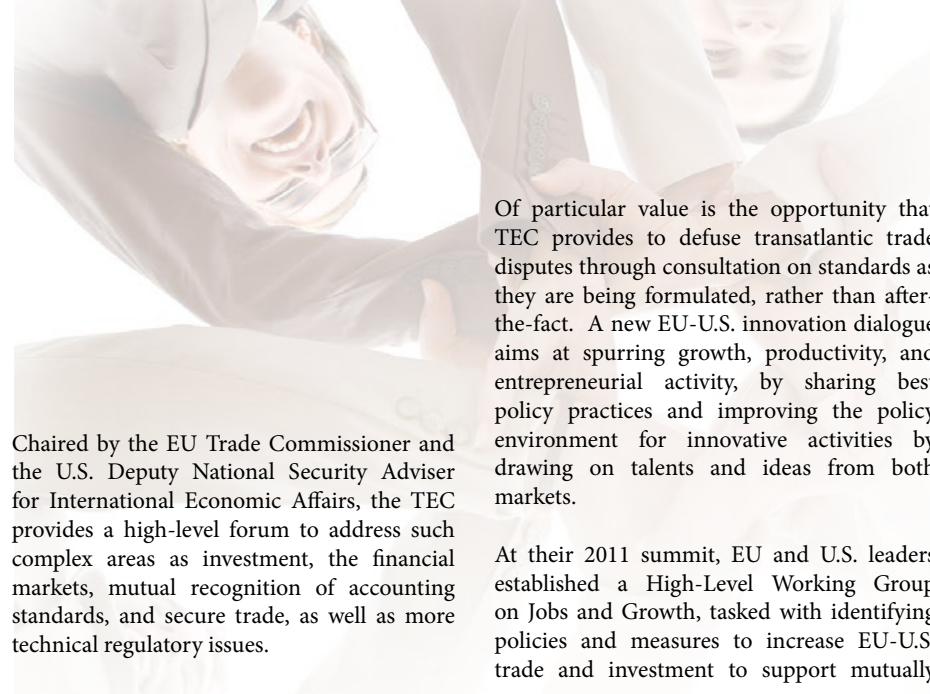 Chaired by the EU Trade Commissioner and
the U.S. Deputy National Security Adviser
for International Economic Affairs, the TEC
provides a high-level forum to address such
complex areas as investment, the financial
markets, mutual recognition of accounting
standards, and secure trade, as well as more
technical regulatory issues.
Of particular value is the opportunity that
TEC provides to defuse transatlantic trade
disputes through consultation on standards as
they are being formulated, rather than after-
the-fact. A new EU-U.S. innovation dialogue
aims at spurring growth, productivity, and
entrepreneurial activity, by sharing best
policy practices and improving the policy
environment for innovative activities by
drawing on talents and ideas from both
markets.
At their 2011 summit, EU and U.S. leaders
established a High-Level Working Group
on Jobs and Growth, tasked with identifying
policies and measures to increase EU-U.S
trade and investment to support mutually